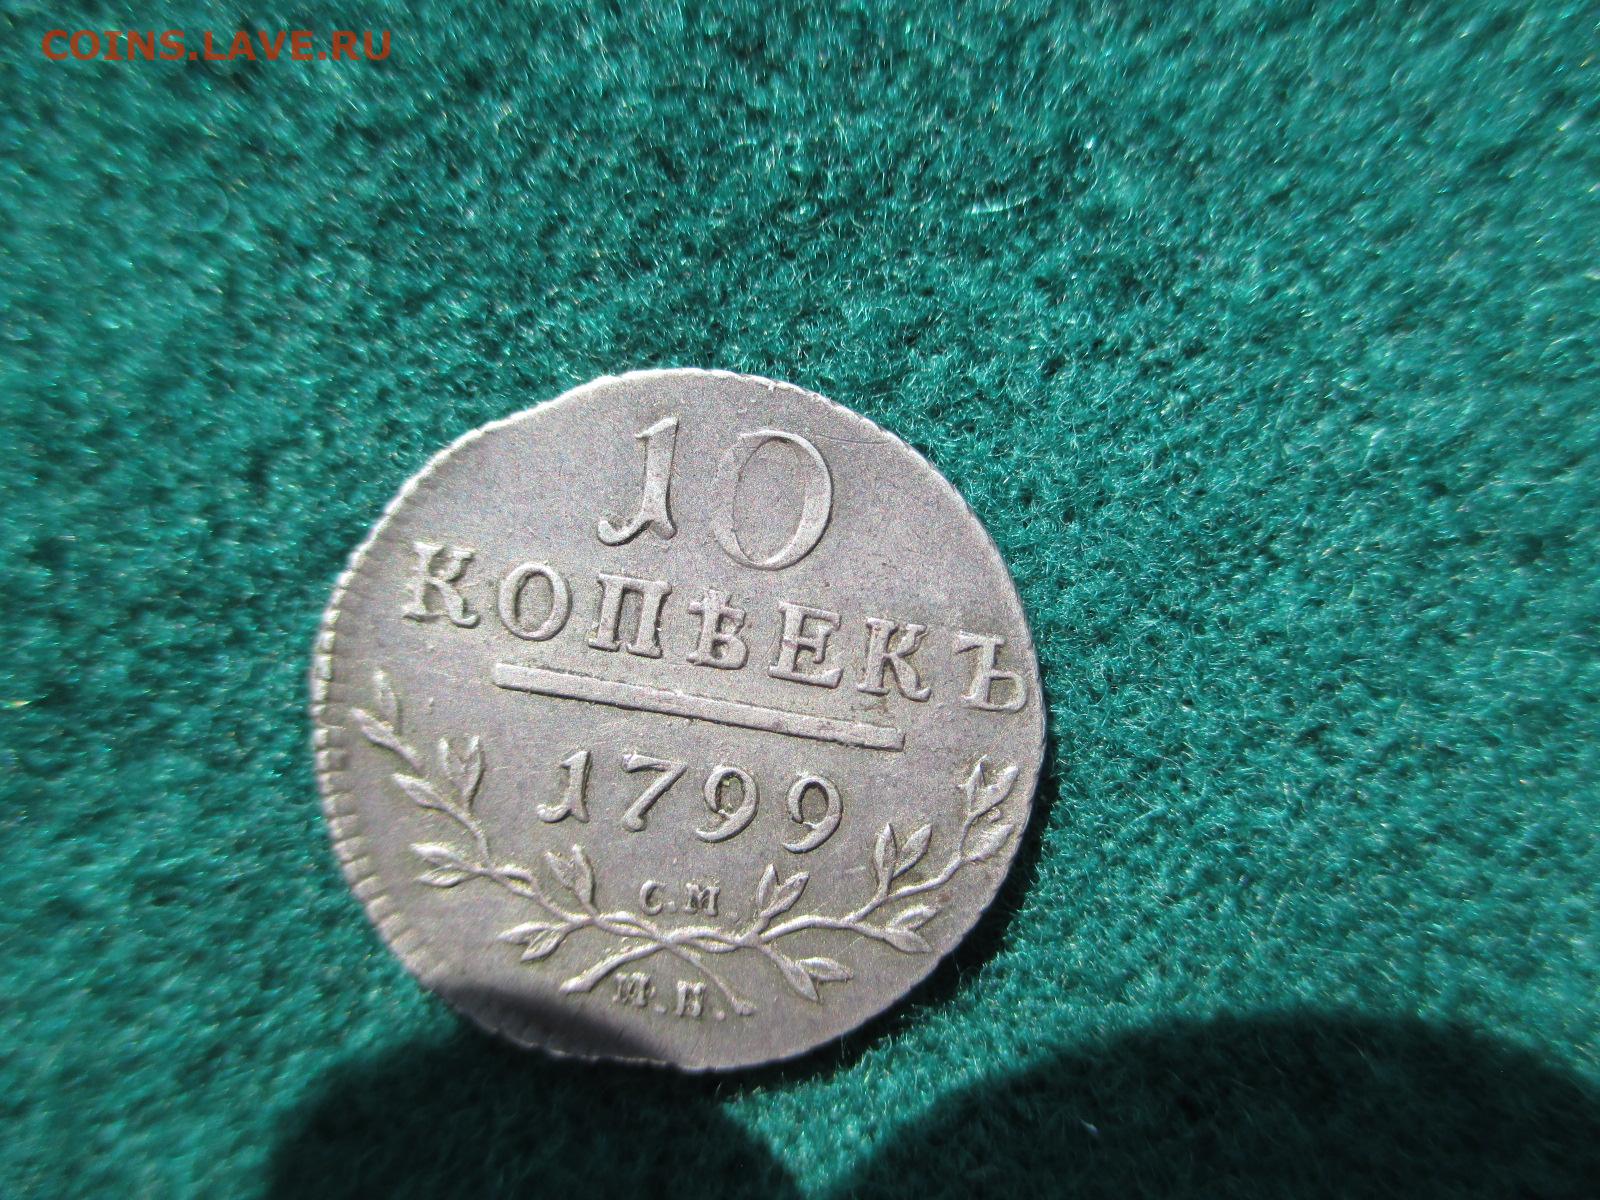 COINS.LAVE.RU
10
КОПѢЕКЪ
1799
С.М.
М.Н.